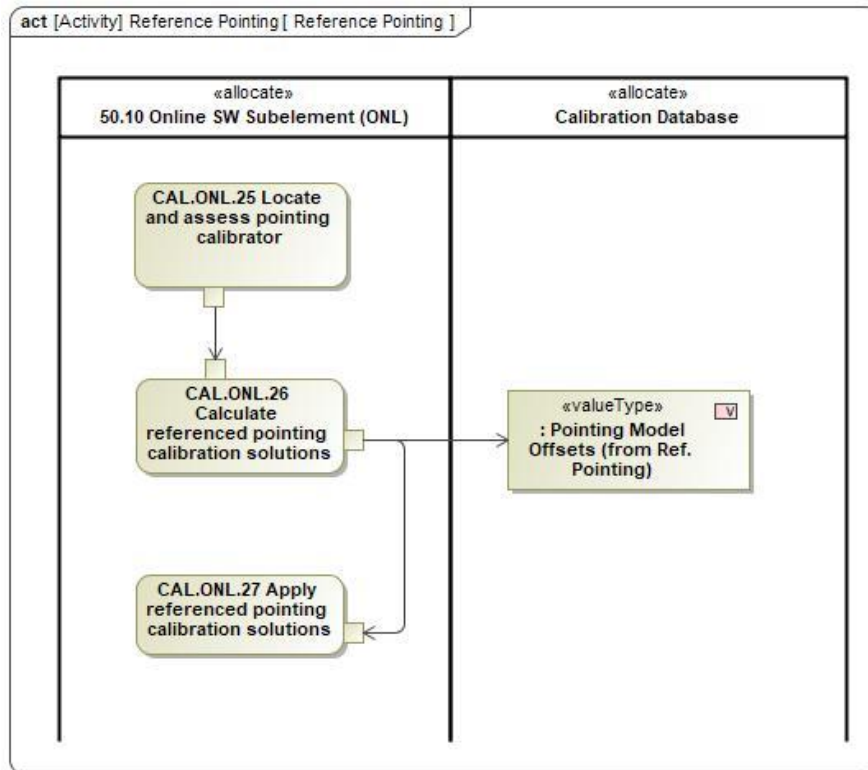 act [Activity] Reference Pointing [ Reference Pointing ]
«allocate»
50.10 Online SW Subelement (ONL)
«allocate»
Calibration Database
CAL.ONL.25 Locate
and assess pointing
calibrator
CAL.ONL.26
Calculate
referenced pointing
calibration solutions
«valueType»
V
: Pointing Model
Offsets (from Ref.
Pointing)
CAL.ONL.27 Apply
referenced pointing
calibration solutions